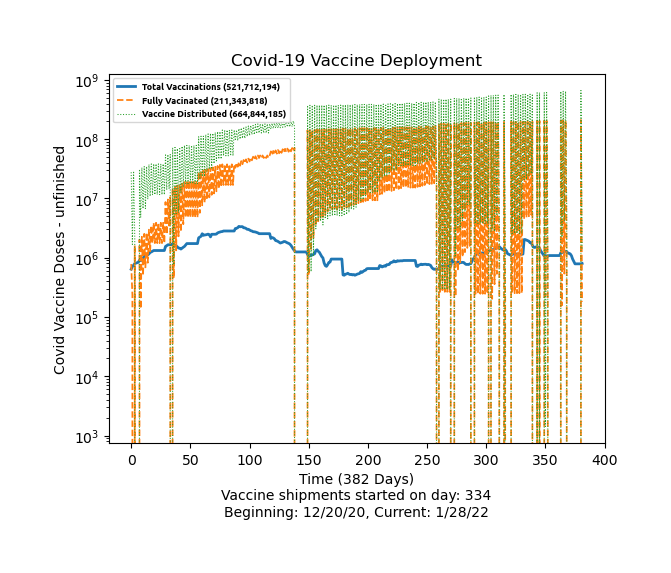 Covid-19 Vaccine Deployment
Total Vaccinations (521,712,194)
Fully Vacinated (211,343,818)
Vaccine Distributed (664,844,185)
Covid Vaccine Doses - unfinished
10⁹
10⁸
10⁷
10⁶
10⁵
10⁴
10³
0 50 100 150 200 250 300 350 400
Time (382 Days)
Vaccine shipments started on day: 334
Beginning: 12/20/20, Current: 1/28/22